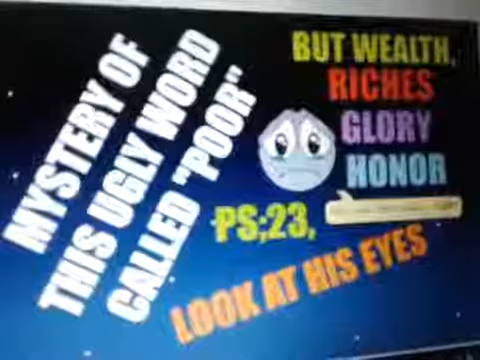 MYSTERY OF
THIS UGLY WORD
CALLED "POOR"
BUT WEALTH,
RICHES
GLORY
HONOR
PS;23,
LOOK AT HIS EYES